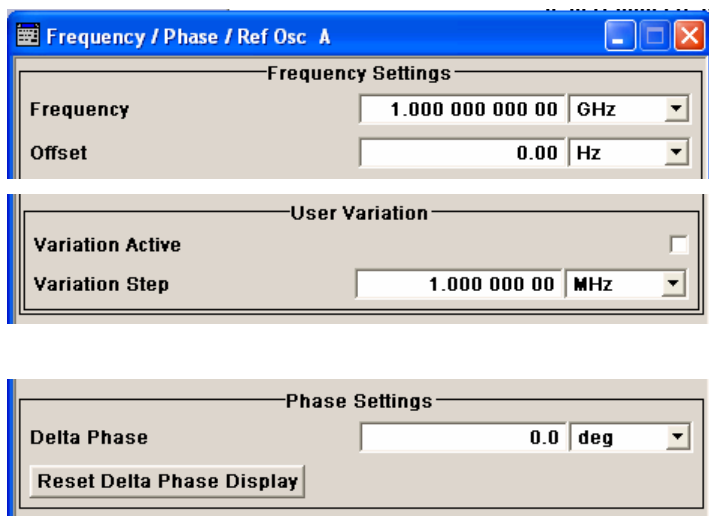 Frequency / Phase / Ref Osc A
Frequency Settings
Frequency 1.000 000 000 00 GHz
Offset 0.00 Hz
User Variation
Variation Active
Variation Step 1.000 000 00 MHz
Phase Settings
Delta Phase 0.0 deg
Reset Delta Phase Display